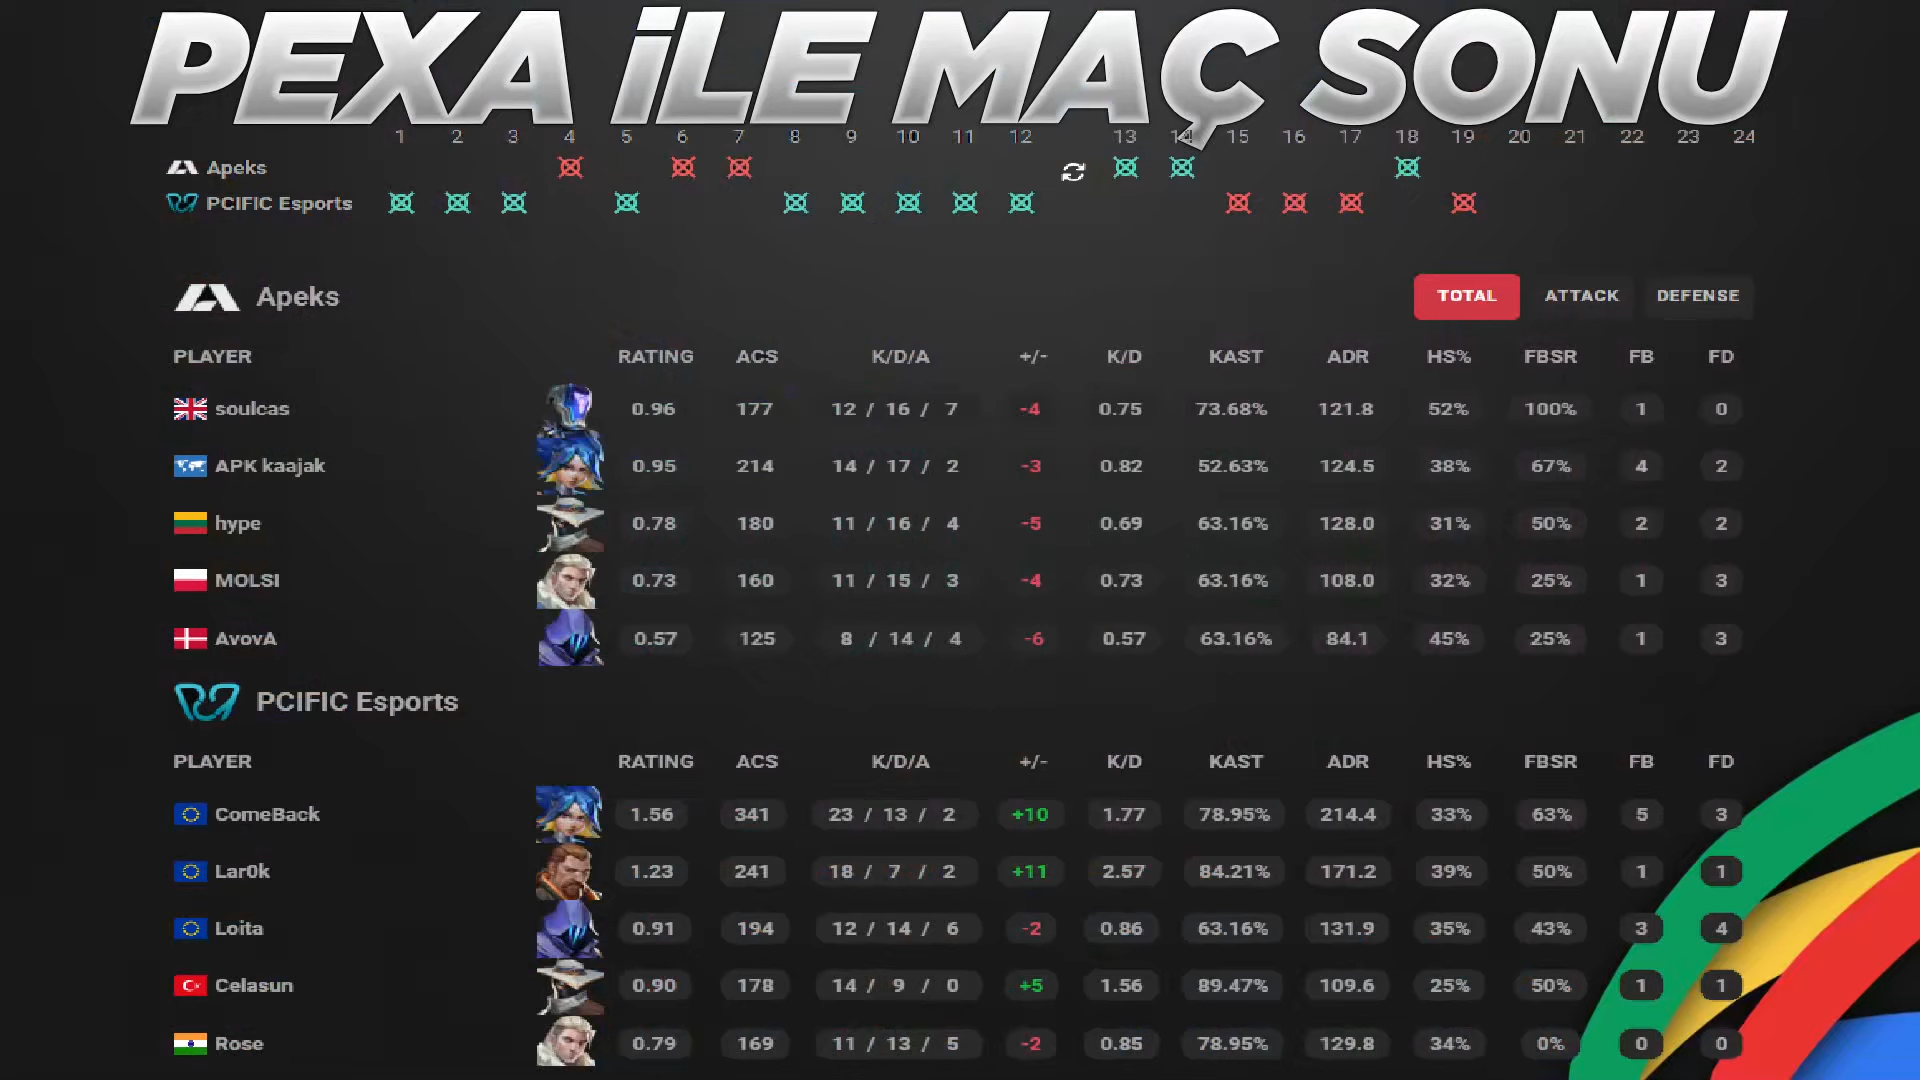 PEXA iLE MAÇ SONU
1 2 3 4 5 6 7 8 9 10 11 12 13 14 15 16 17 18 19 20 21 22 23 24
Apeks
PCIFIC Esports
Apeks TOTAL ATTACK DEFENSE
PLAYER RATING ACS K/D/A +/- K/D KAST ADR HS% FBSR FB FD
soulcas 0.96 177 12 / 16 / 7 -4 0.75 73.68% 121.8 52% 100% 1 0
APK kaajak 0.95 214 14 / 17 / 2 -3 0.82 52.63% 124.5 38% 67% 4 2
hype 0.78 180 11 / 16 / 4 -5 0.69 63.16% 128.0 31% 50% 2 2
MOLSI 0.73 160 11 / 15 / 3 -4 0.73 63.16% 108.0 32% 25% 1 3
AvovA 0.57 125 8 / 14 / 4 -6 0.57 63.16% 84.1 45% 25% 1 3
PCIFIC Esports
PLAYER RATING ACS K/D/A +/- K/D KAST ADR HS% FBSR FB FD
ComeBack 1.56 341 23 / 13 / 2 +10 1.77 78.95% 214.4 33% 63% 5 3
Lar0k 1.23 241 18 / 7 / 2 +11 2.57 84.21% 171.2 39% 50% 1 1
Loita 0.91 194 12 / 14 / 6 -2 0.86 63.16% 131.9 35% 43% 3 4
Celasun 0.90 178 14 / 9 / 0 +5 1.56 89.47% 109.6 25% 50% 1 1
Rose 0.79 169 11 / 13 / 5 -2 0.85 78.95% 129.8 34% 0% 0 0